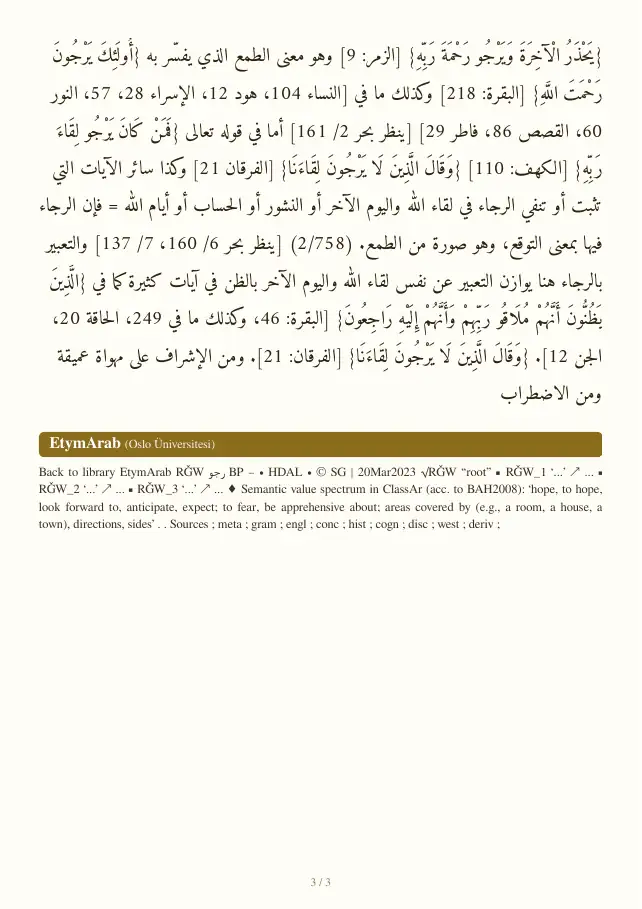 {يَحْذَرُ الْآخِرَةَ وَيَرْجُو رَحْمَةَ رَبِّهِ} [الزمر: 9] وهو معنى الطمع الذي يفسّر به {أُولَئِكَ يَرْجُونَ
رَحْمَتَ اللَّهِ} [البقرة: 218] وكذلك ما في [النساء 104، هود 12، الإسراء 28، 57، النور
60، القصص 86، فاطر 29] [ينظر بحر 2/ 161] أما في قوله تعالى {فَمَنْ كَانَ يَرْجُو لِقَاءَ
رَبِّهِ} [الكهف: 110] {وَقَالَ الَّذِينَ لَا يَرْجُونَ لِقَاءَنَا} [الفرقان 21] وكذا سائر الآيات التي
تثبت أو تنفي الرجاء في لقاء الله واليوم الآخر أو النشور أو الحساب أو أيام الله = فإن الرجاء
فيها بمعنى التوقع، وهو صورة من الطمع. (2/758) [ينظر بحر 6/ 160، 7/ 137] والتعبير
بالرجاء هنا يوازن التعبير عن نفس لقاء الله واليوم الآخر بالظن في آيات كثيرة كما في {الَّذِينَ
يَظُنُّونَ أَنَّهُمْ مُلَاقُو رَبِّهِمْ وَأَنَّهُمْ إِلَيْهِ رَاجِعُونَ} [البقرة: 46، وكذلك ما في 249، الحاقة 20،
الجن 12]. {وَقَالَ الَّذِينَ لَا يَرْجُونَ لِقَاءَنَا} [الفرقان: 21]. ومن الإشراف على مهواة عميقة
ومن الاضطراب
EtymArab (Oslo Üniversitesi)
Back to library EtymArab RǦW رجو BP – • HDAL • © SG | 20Mar2023 √RǦW “root” ▪ RǦW_1 ‘...’ ↗ ... ▪
RǦW_2 ‘...’ ↗ ... ▪ RǦW_3 ‘...’ ↗ ... ♦ Semantic value spectrum in ClassAr (acc. to BAH2008): ‘hope, to hope,
look forward to, anticipate, expect; to fear, be apprehensive about; areas covered by (e.g., a room, a house, a
town), directions, sides’ . . Sources ; meta ; gram ; engl ; conc ; hist ; cogn ; disc ; west ; deriv ;
3 / 3